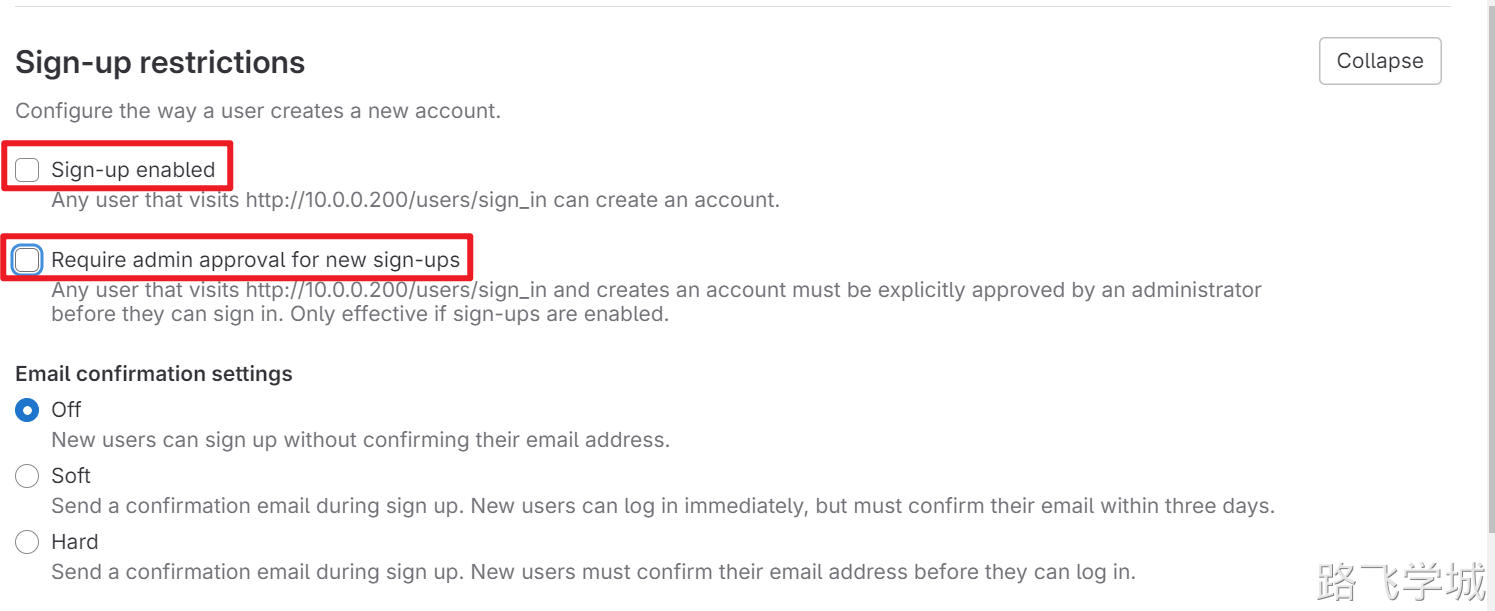 Sign-up restrictions
Collapse
Configure the way a user creates a new account.
Sign-up enabled
Any user that visits http://10.0.0.200/users/sign_in can create an account.
Require admin approval for new sign-ups
Any user that visits http://10.0.0.200/users/sign_in and creates an account must be explicitly approved by an administrator
before they can sign in. Only effective if sign-ups are enabled.
Email confirmation settings
Off
New users can sign up without confirming their email address.
Soft
Send a confirmation email during sign up. New users can log in immediately, but must confirm their email within three days.
Hard
Send a confirmation email during sign up. New users must confirm their email address before they can log in.
路飞学城